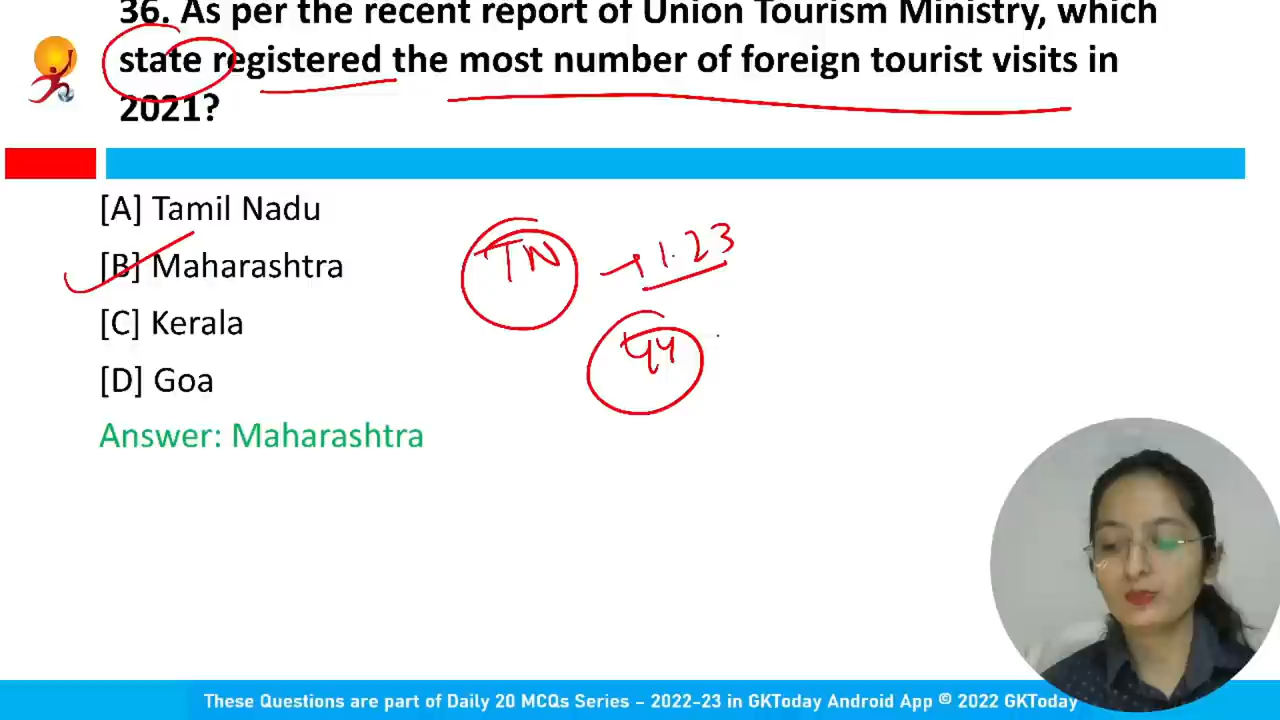 36. As per the recent report of Union Tourism Ministry, which
state registered the most number of foreign tourist visits in
2021?
[A] Tamil Nadu
TN → 1.23
[B] Maharashtra
[C] Kerala
[D] Goa
Answer: Maharashtra
These Questions are part of Daily 20 MCQs Series – 2022-23 in GKToday Android App © 2022 GKToday